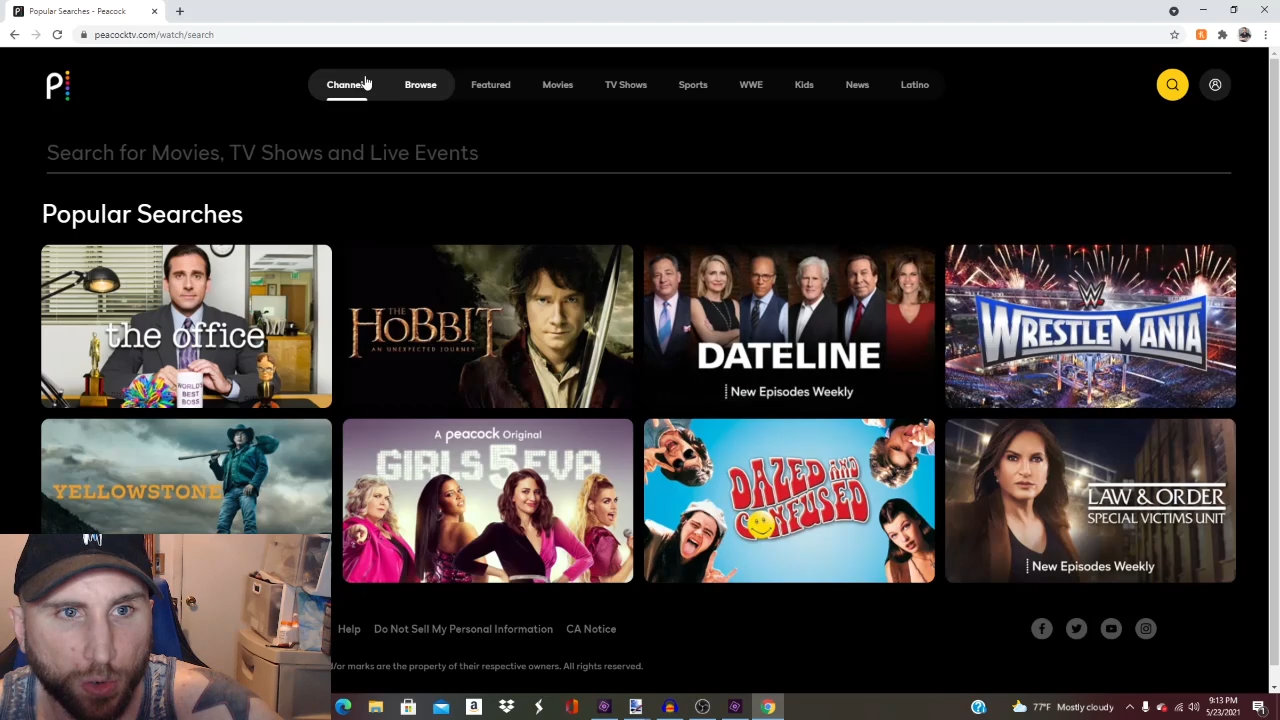 Popular Searches - Peacock
peacocktv.com/watch/search
Channels Browse Featured Movies TV Shows Sports WWE Kids News Latino
Search for Movies, TV Shows and Live Events
Popular Searches
the office
WORLD'S
BEST
BOSS
THE
HOBBIT
AN UNEXPECTED JOURNEY
DATELINE
New Episodes Weekly
WRESTLEMANIA
YELLOWSTONE
A peacock Original
GIRLS5EVA
DAZED AND
CONFUSED
LAW & ORDER
SPECIAL VICTIMS UNIT
New Episodes Weekly
Help Do Not Sell My Personal Information CA Notice
d/or marks are the property of their respective owners. All rights reserved.
77°F Mostly cloudy
9:13 PM
5/23/2021